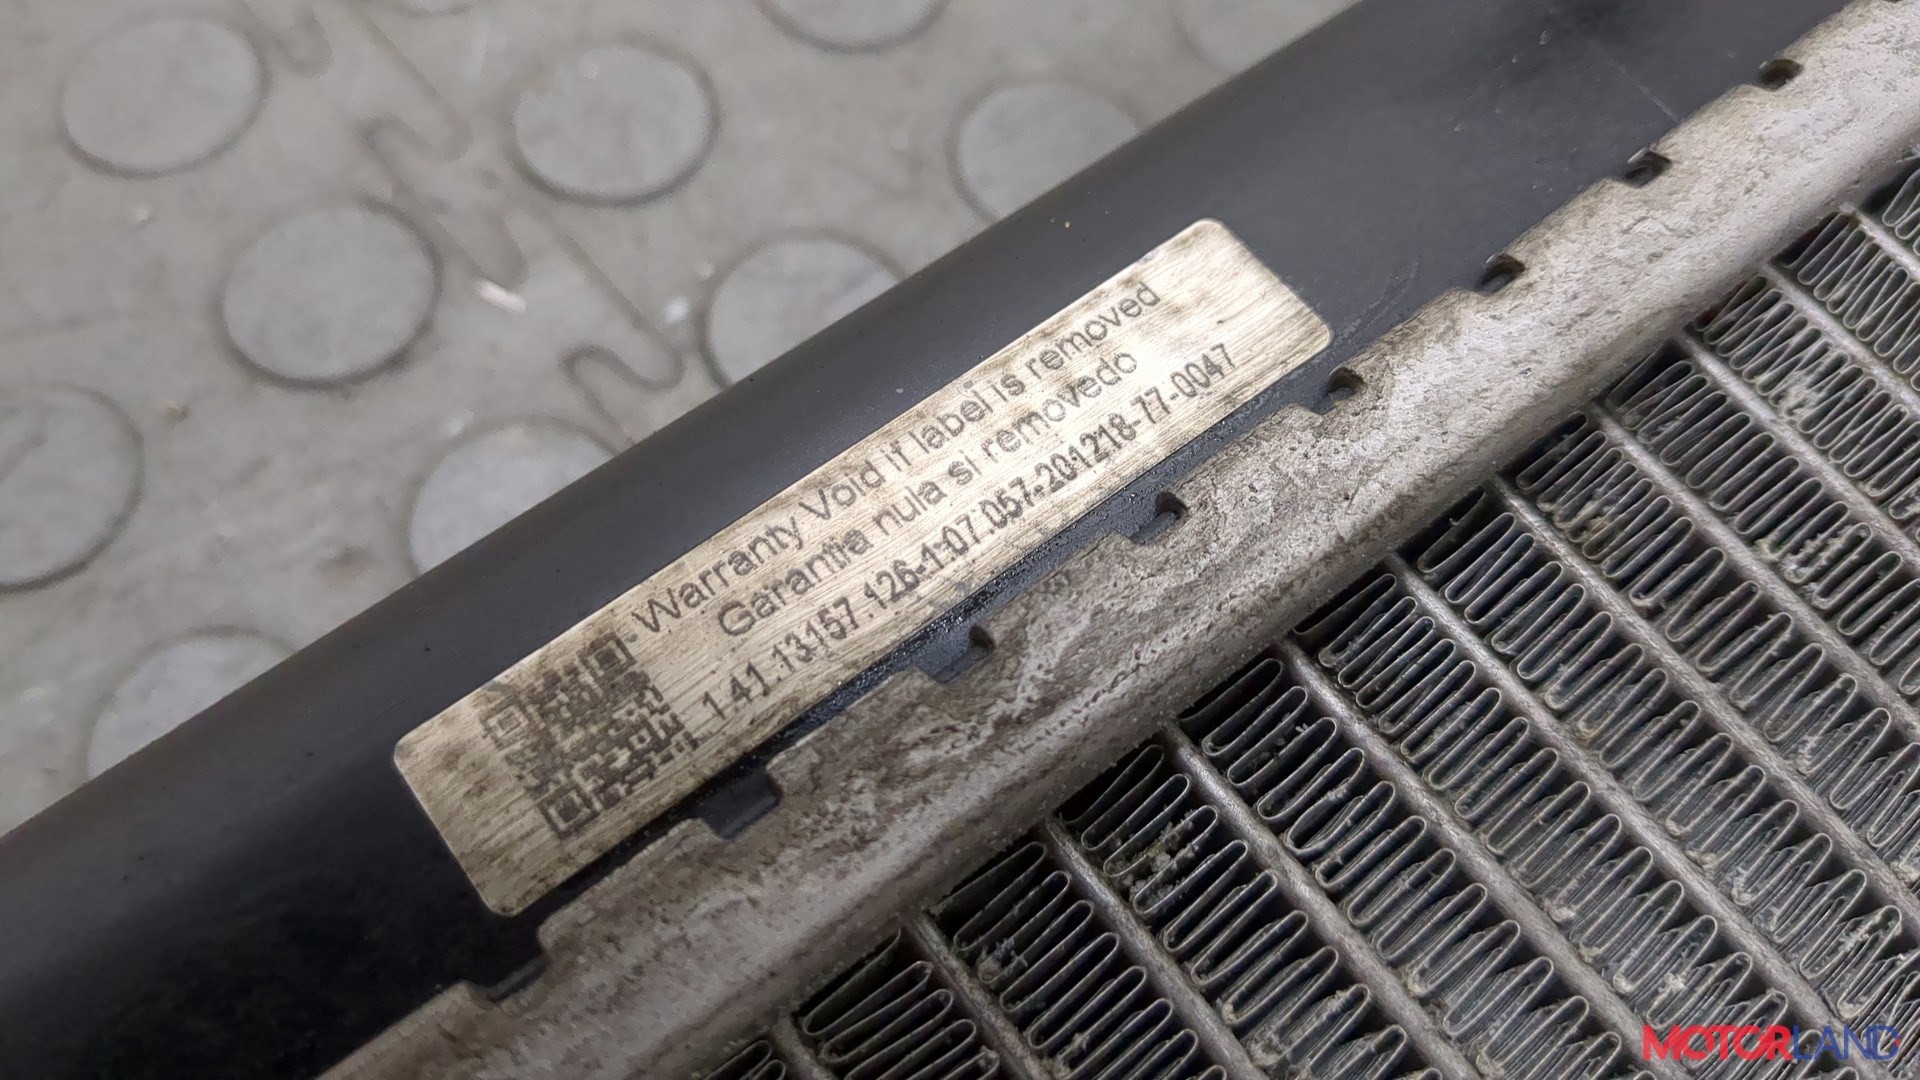 Warranty Void if label is removed
Garantia nula si removedo
141.13157.126-1:07.057-201218-77-0047
MOTORLAND